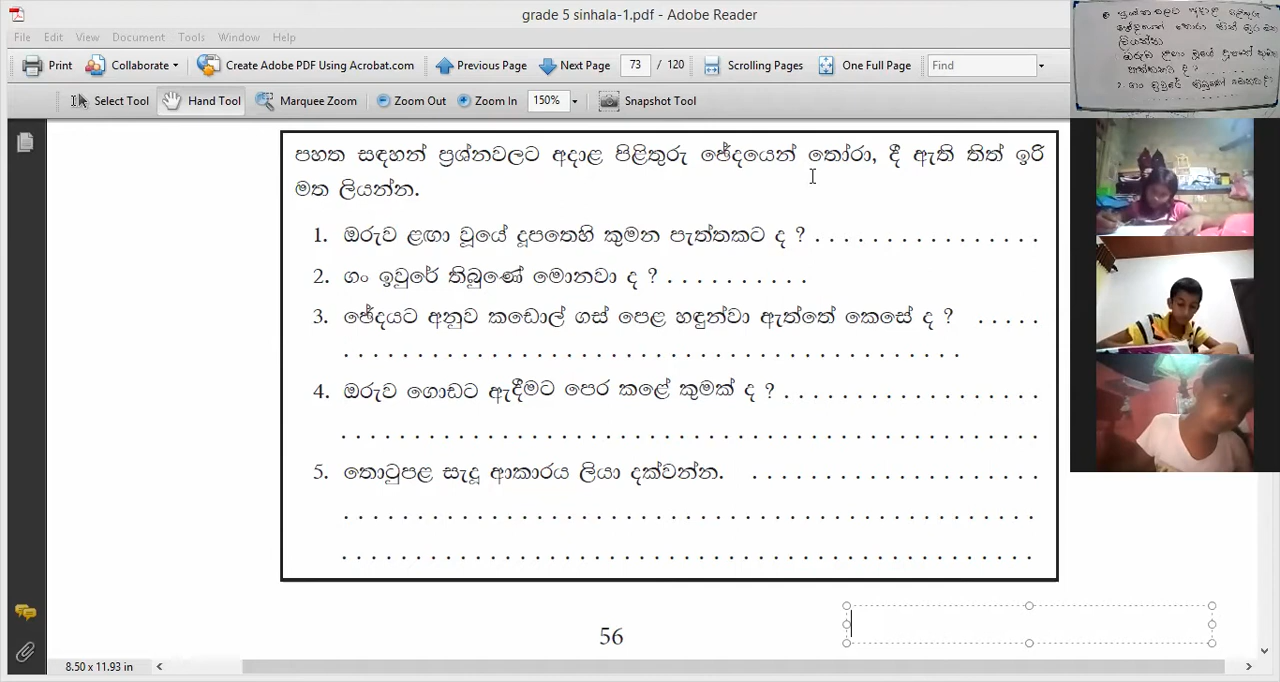 grade 5 sinhala-1.pdf - Adobe Reader
File Edit View Document Tools Window Help
Print Collaborate Create Adobe PDF Using Acrobat.com Previous Page Next Page 73 / 120 Scrolling Pages One Full Page Find
Select Tool Hand Tool Marquee Zoom Zoom Out Zoom In 150% Snapshot Tool
පහත සඳහන් ප්‍රශ්නවලට අදාළ පිළිතුරු ඡේදයෙන් තෝරා, දී ඇති තිත් ඉරි
මත ලියන්න.
1. ඔරුව ළඟා වූයේ දූපතෙහි කුමන පැත්තකට ද ? . . . . . . . . . . . . . . . .
2. ගං ඉවුරේ තිබුණේ මොනවා ද ? . . . . . . . . . .
3. ඡේදයට අනුව කඩොල් ගස් පෙළ හඳුන්වා ඇත්තේ කෙසේ ද ? . . . . .
. . . . . . . . . . . . . . . . . . . . . . . . . . . . . . . . . . . . . . . . . . .
4. ඔරුව ගොඩට ඇදීමට පෙර කළේ කුමක් ද ? . . . . . . . . . . . . . . . . . .
. . . . . . . . . . . . . . . . . . . . . . . . . . . . . . . . . . . . . . . . . . . . . . . .
5. තොටුපළ සැදූ ආකාරය ලියා දක්වන්න. . . . . . . . . . . . . . . . . . . . .
. . . . . . . . . . . . . . . . . . . . . . . . . . . . . . . . . . . . . . . . . . . . . . . .
. . . . . . . . . . . . . . . . . . . . . . . . . . . . . . . . . . . . . . . . . . . . . . . .
56
8.50 x 11.93 in